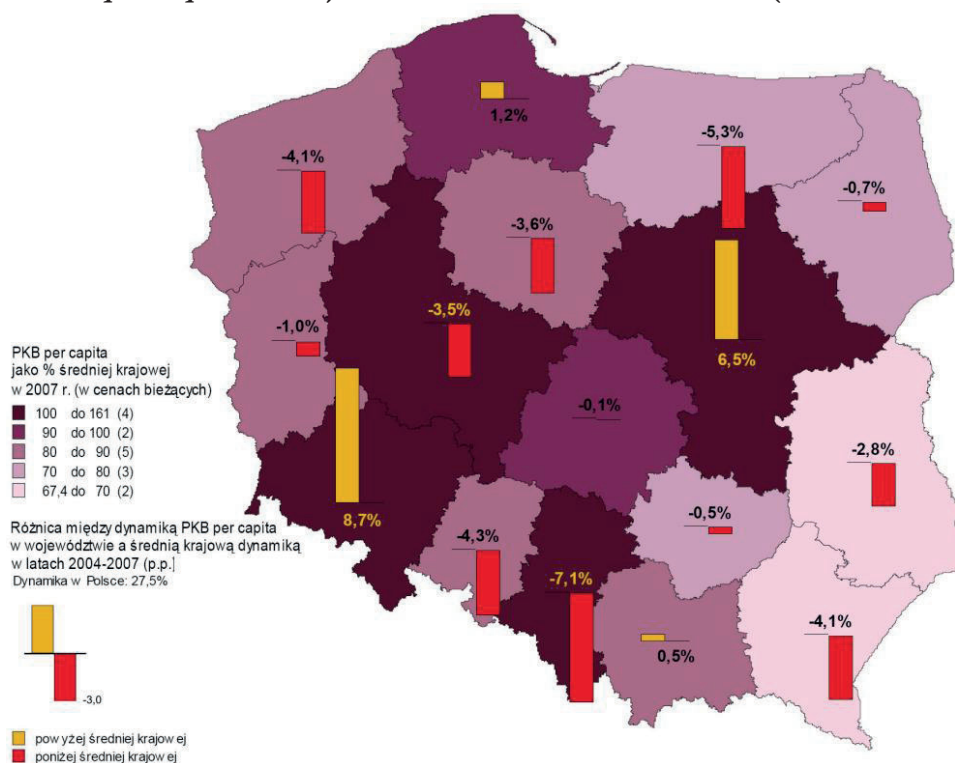 1,2%
-4,1%
-5,3%
-0,7%
-3,6%
-3,5%
-1,0%
6,5%
-0,1%
-2,8%
8,7%
-0,5%
-4,3%
-7,1%
0,5%
-4,1%
PKB per capita
jako % średniej krajowej
w 2007 r. (w cenach bieżących)
100 do 161 (4)
90 do 100 (2)
80 do 90 (5)
70 do 80 (3)
67,4 do 70 (2)
Różnica między dynamiką PKB per capita
w województwie a średnią krajową dynamiką
w latach 2004-2007 (p.p.]
Dynamika w Polsce: 27,5%
-3,0
powyżej średniej krajowej
poniżej średniej krajowej